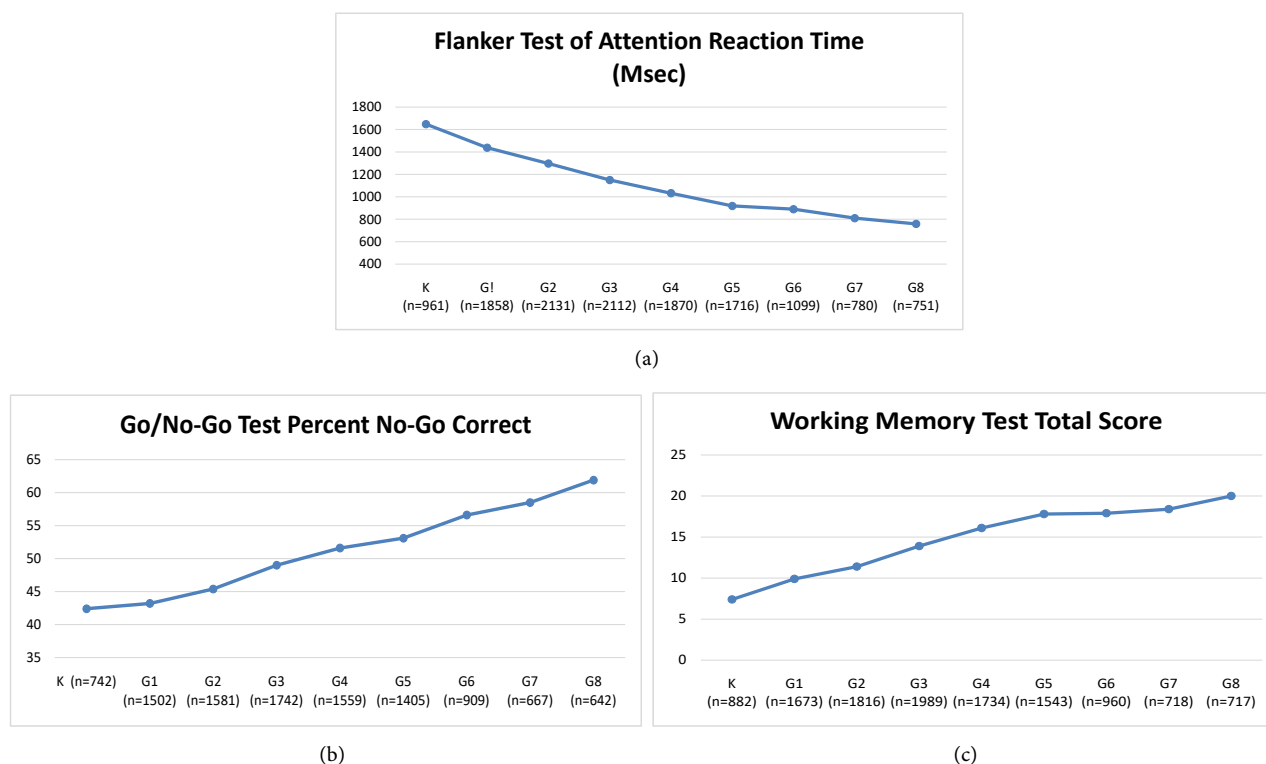 Flanker Test of Attention Reaction Time
(Msec)
1800
1600
1400
1200
1000
800
600
400
K G! G2 G3 G4 G5 G6 G7 G8
(n=961) (n=1858) (n=2131) (n=2112) (n=1870) (n=1716) (n=1099) (n=780) (n=751)
(a)
Go/No-Go Test Percent No-Go Correct
65
60
55
50
45
40
35
K (n=742) G1 G2 G3 G4 G5 G6 G7 G8
(n=1502) (n=1581) (n=1742) (n=1559) (n=1405) (n=909) (n=667) (n=642)
(b)
Working Memory Test Total Score
25
20
15
10
5
0
K G1 G2 G3 G4 G5 G6 G7 G8
(n=882) (n=1673) (n=1816) (n=1989) (n=1734) (n=1543) (n=960) (n=718) (n=717)
(c)